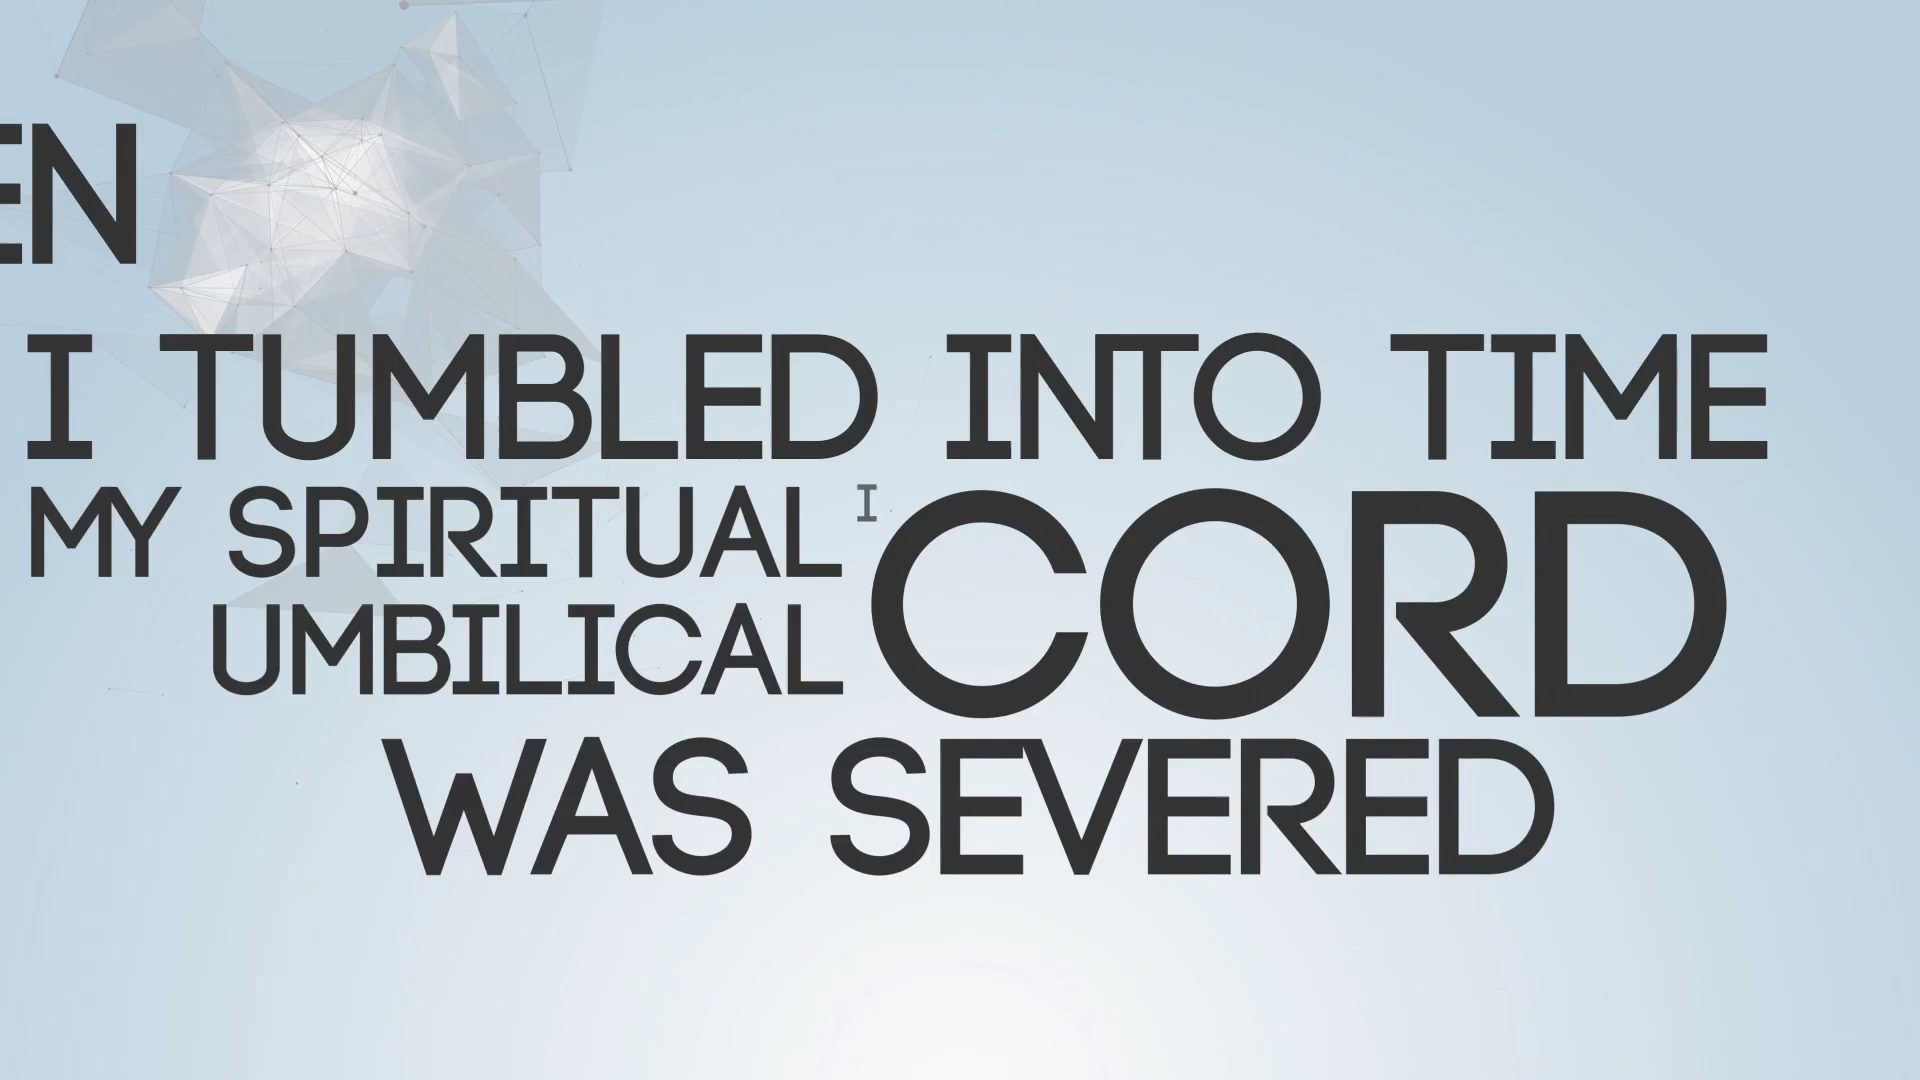 EN
I TUMBLED INTO TIME
MY SPIRITUAL I
UMBILICAL CORD
WAS SEVERED